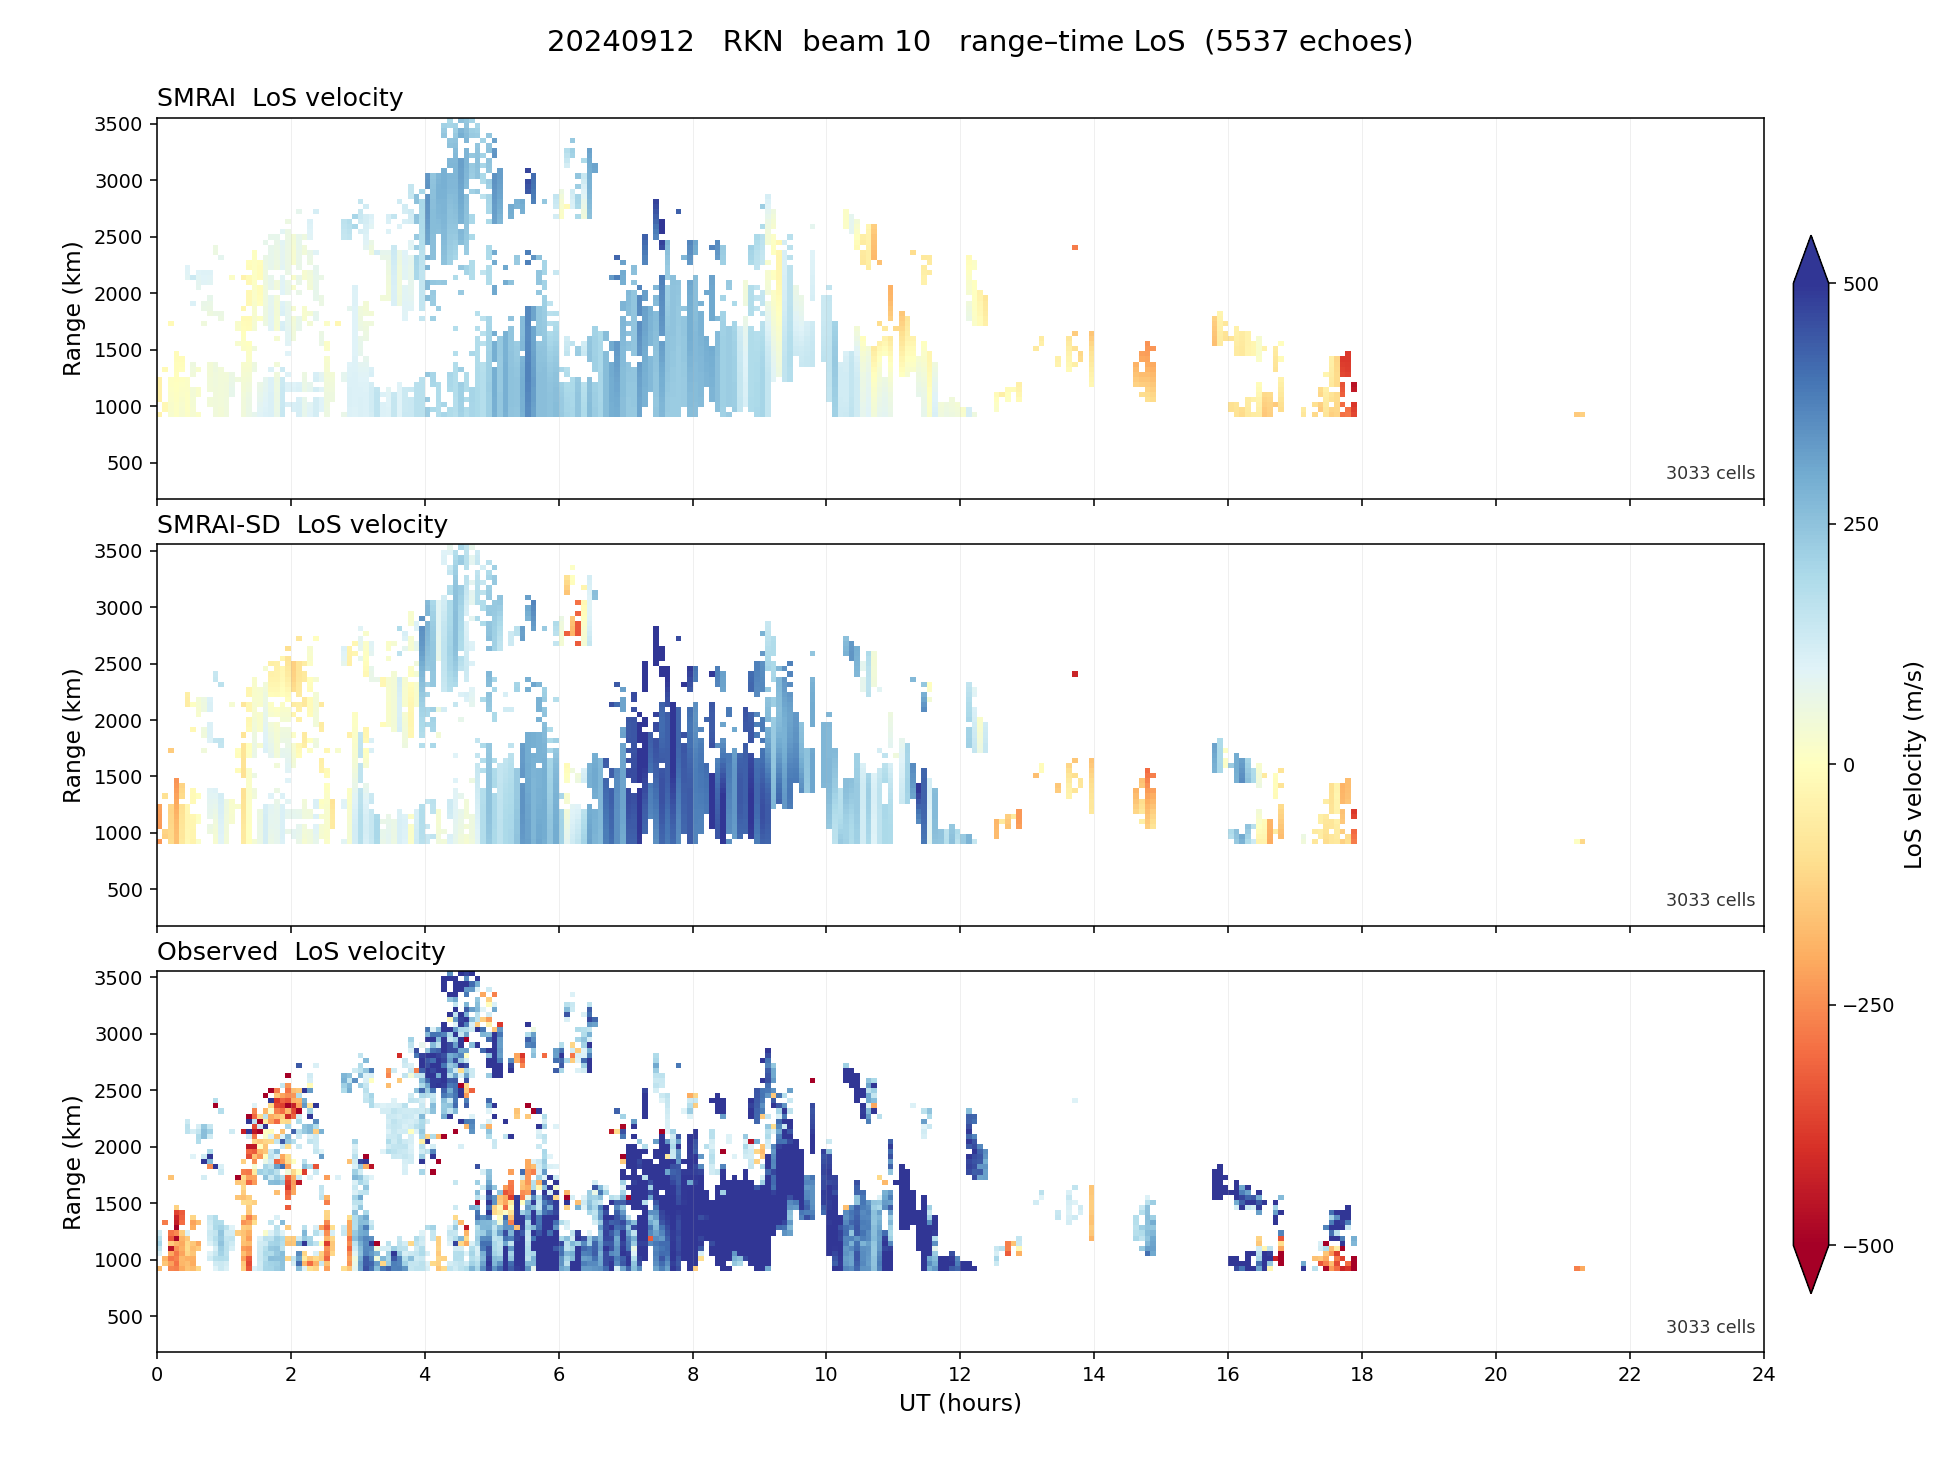 20240912   RKN  beam 10   range–time LoS  (5537 echoes)
SMRAI  LoS velocity
3500
3000
2500
2000
1500
1000
500
Range (km)
3033 cells
SMRAI-SD  LoS velocity
3500
3000
2500
2000
1500
1000
500
Range (km)
3033 cells
Observed  LoS velocity
3500
3000
2500
2000
1500
1000
500
Range (km)
3033 cells
0 2 4 6 8 10 12 14 16 18 20 22 24
UT (hours)
500
250
0
−250
−500
LoS velocity (m/s)